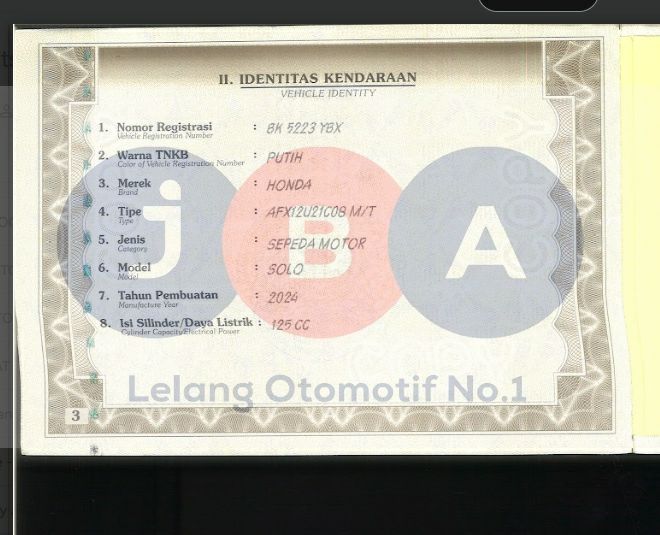 II. IDENTITAS KENDARAAN
VEHICLE IDENTITY
1. Nomor Registrasi : BK 5223 YBX
Vehicle Registration Number
2. Warna TNKB : PUTIH
Color of Vehicle Registration Number
3. Merek : HONDA
Brand
4. Tipe : AFX12U21C08 M/T
Type
5. Jenis : SEPEDA MOTOR
Category
6. Model : SOLO
Model
7. Tahun Pembuatan : 2024
Manufacture Year
8. Isi Silinder/Daya Listrik : 125 CC
Cylinder Capacity/Electrical Power
j B A
Lelang Otomotif No.1
3